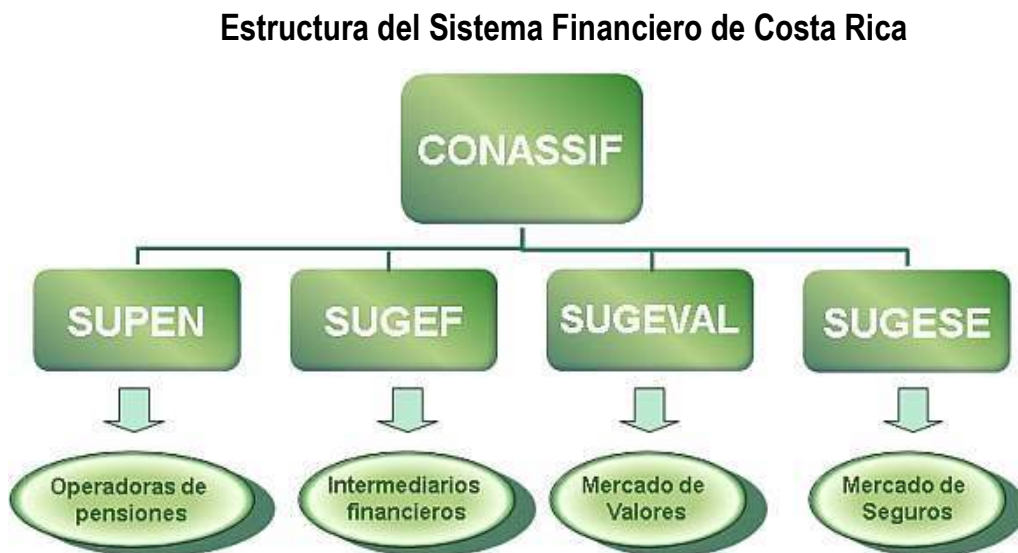 Estructura del Sistema Financiero de Costa Rica
CONASSIF
SUPEN
SUGEF
SUGEVAL
SUGESE
Operadoras de
pensiones
Intermediarios
financieros
Mercado de
Valores
Mercado de
Seguros